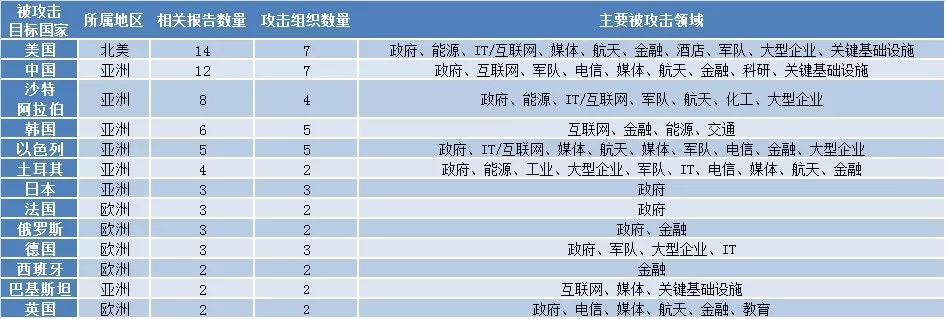 被攻击
目标国家 所属地区 相关报告数量 攻击组织数量 主要被攻击领域
美国 北美 14 7 政府、能源、IT/互联网、媒体、航天、金融、酒店、军队、大型企业、关键基础设施
中国 亚洲 12 7 政府、互联网、军队、电信、媒体、航天、金融、科研、关键基础设施
沙特
阿拉伯 亚洲 8 4 政府、能源、IT/互联网、军队、航天、化工、大型企业
韩国 亚洲 6 5 互联网、金融、能源、交通
以色列 亚洲 5 5 政府、IT/互联网、媒体、航天、媒体、军队、电信、金融、大型企业
土耳其 亚洲 4 2 政府、能源、工业、大型企业、军队、IT、电信、媒体、航天、金融
日本 亚洲 3 3 政府
法国 欧洲 3 2 政府
俄罗斯 欧洲 3 2 政府、金融
德国 欧洲 3 3 政府、军队、大型企业、IT
西班牙 欧洲 2 2 金融
巴基斯坦 亚洲 2 2 互联网、媒体、关键基础设施
英国 欧洲 2 2 政府、电信、媒体、航天、金融、教育